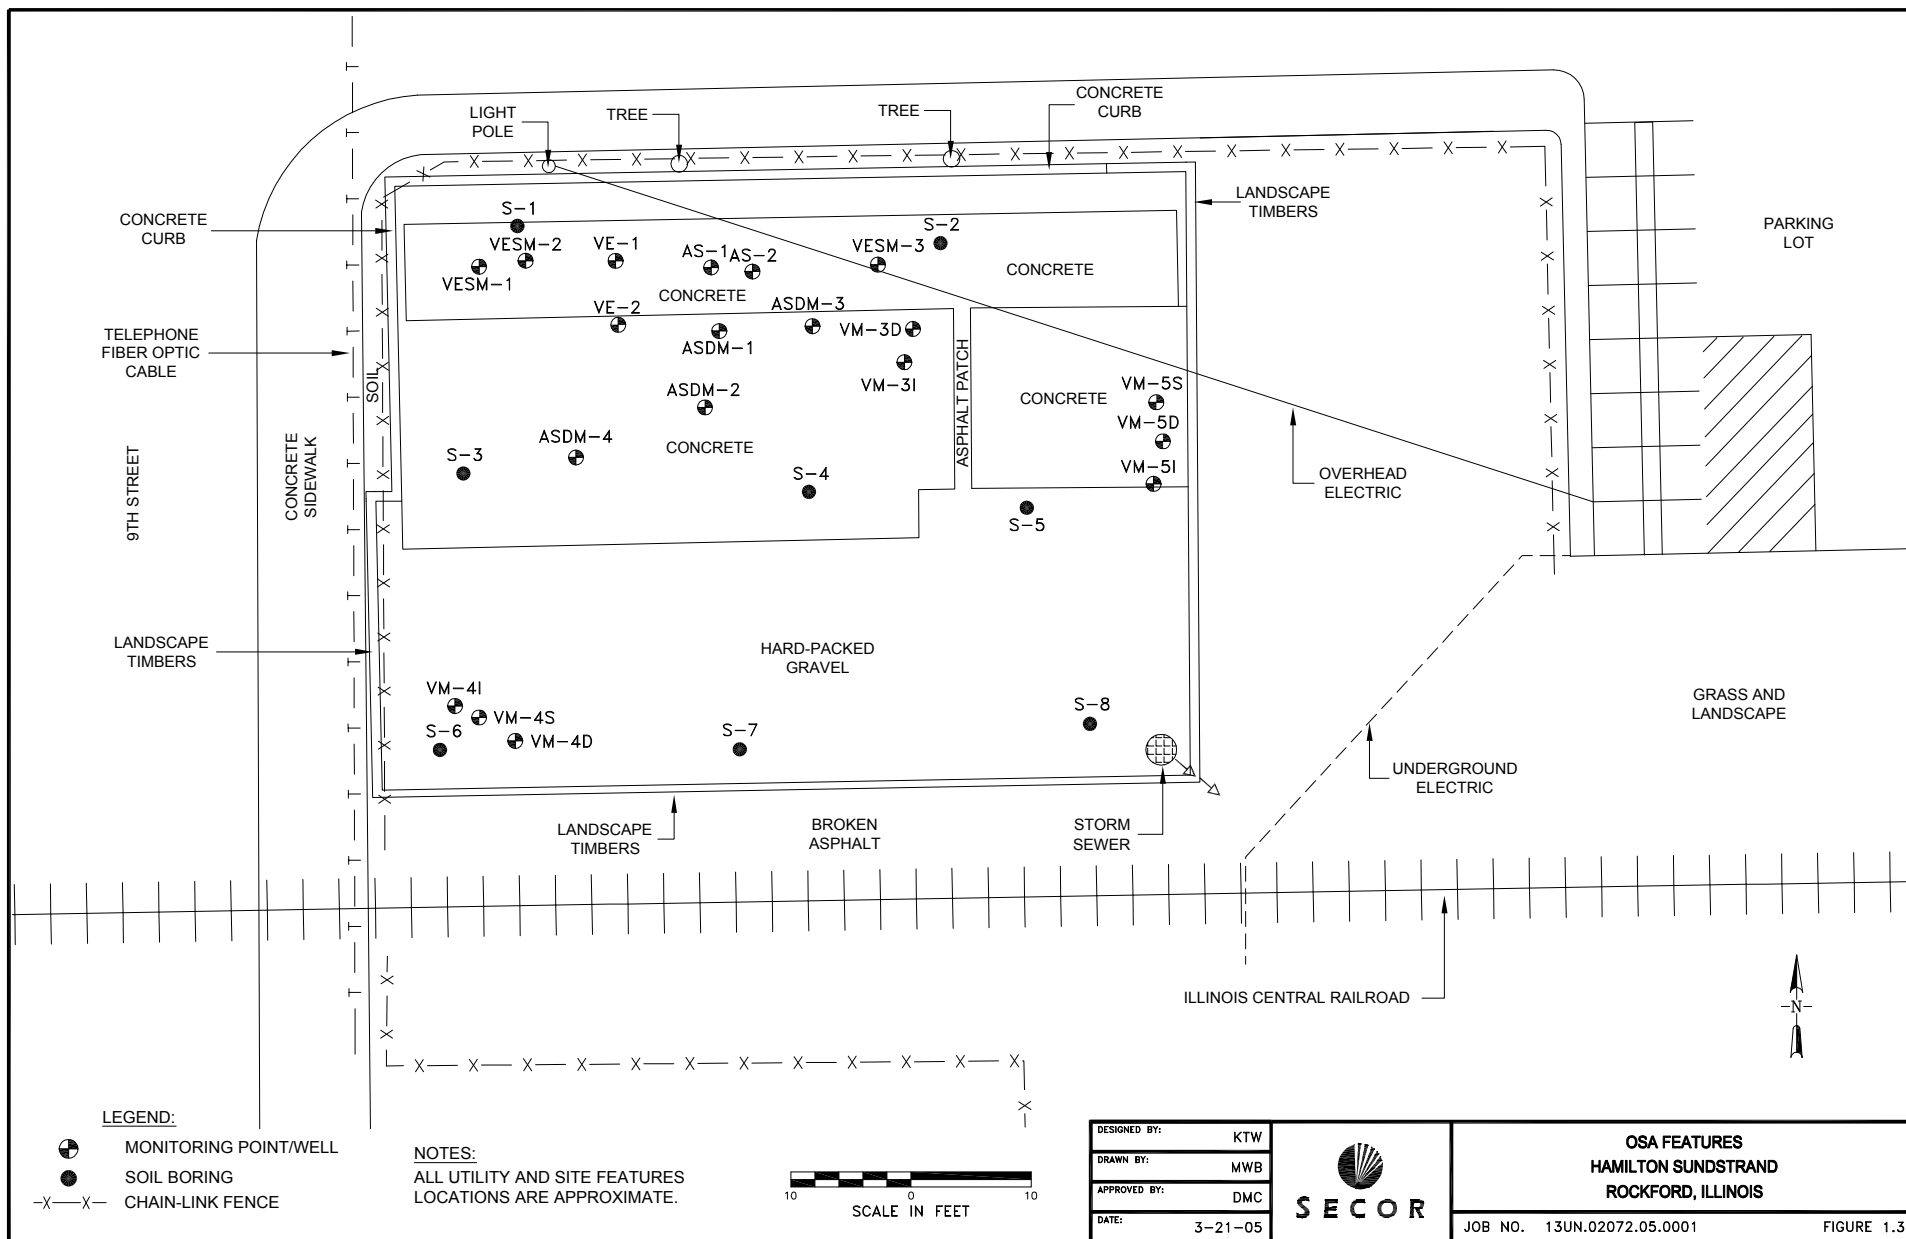 LIGHT
POLE
TREE
TREE
CONCRETE
CURB
CONCRETE
CURB
LANDSCAPE
TIMBERS
PARKING
LOT
S-1
S-2
VESM-2
VE-1
AS-1
AS-2
VESM-3
VESM-1
CONCRETE
CONCRETE
VE-2
ASDM-3
VM-3D
ASDM-1
VM-3I
TELEPHONE
FIBER OPTIC
CABLE
SOIL
ASPHALT PATCH
ASDM-2
CONCRETE
VM-5S
VM-5D
ASDM-4
CONCRETE
S-3
S-4
VM-5I
S-5
OVERHEAD
ELECTRIC
9TH STREET
CONCRETE
SIDEWALK
LANDSCAPE
TIMBERS
HARD-PACKED
GRAVEL
GRASS AND
LANDSCAPE
VM-4I
VM-4S
S-6
VM-4D
S-7
S-8
UNDERGROUND
ELECTRIC
LANDSCAPE
TIMBERS
BROKEN
ASPHALT
STORM
SEWER
ILLINOIS CENTRAL RAILROAD
N
LEGEND:
MONITORING POINT/WELL
SOIL BORING
-X——X- CHAIN-LINK FENCE
NOTES:
ALL UTILITY AND SITE FEATURES
LOCATIONS ARE APPROXIMATE.
10 0 10
SCALE IN FEET
DESIGNED BY: KTW
DRAWN BY: MWB
APPROVED BY: DMC
DATE: 3-21-05
SECOR
OSA FEATURES
HAMILTON SUNDSTRAND
ROCKFORD, ILLINOIS
JOB NO. 13UN.02072.05.0001 FIGURE 1.3